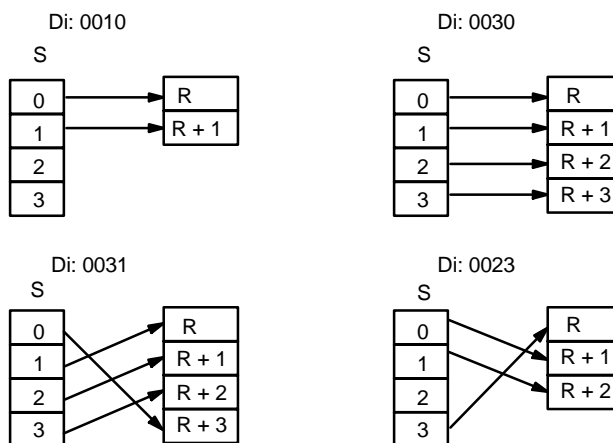 Di: 0010
S
0
1
2
3
R
R + 1
Di: 0030
S
0
1
2
3
R
R + 1
R + 2
R + 3
Di: 0031
S
0
1
2
3
R
R + 1
R + 2
R + 3
Di: 0023
S
0
1
2
3
R
R + 1
R + 2